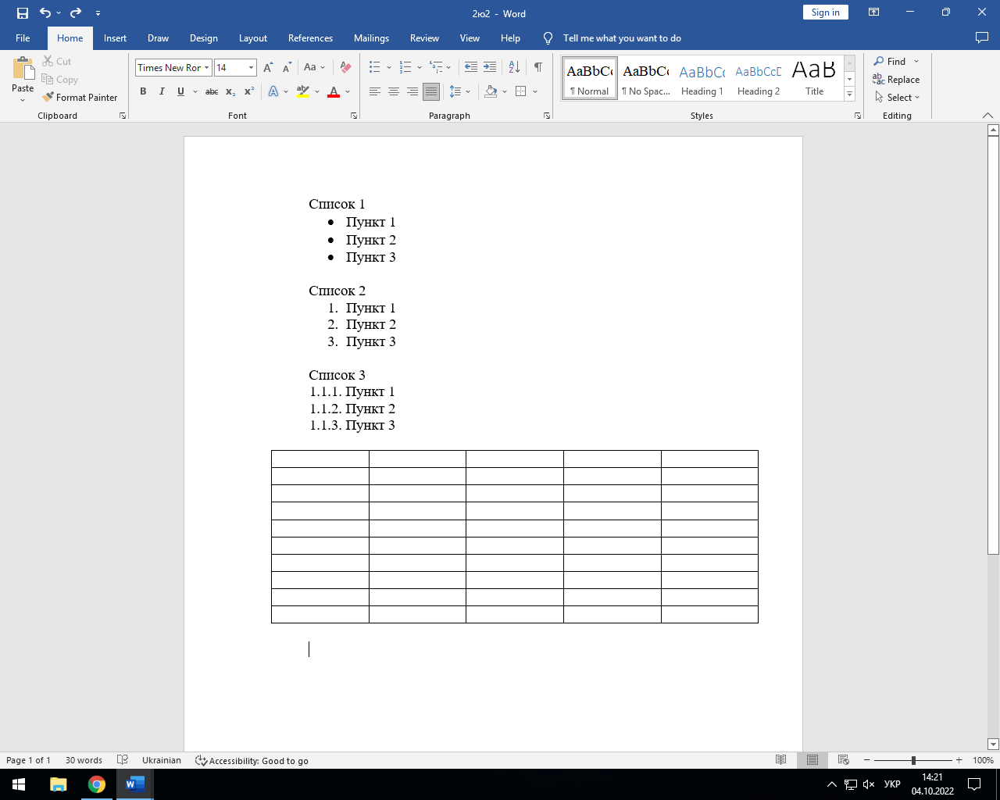 2ю2 - Word
Sign in
File Home Insert Draw Design Layout References Mailings Review View Help Tell me what you want to do
Paste
Cut
Copy
Format Painter
Clipboard
Times New Ror 14
Aa
B I U abc x₂ x²
Font
Paragraph
AaBbCc AaBbCc AaBbCc AaBbCcD AaB
¶ Normal ¶ No Spac... Heading 1 Heading 2 Title
Styles
Find
Replace
Select
Editing
Список 1
• Пункт 1
• Пункт 2
• Пункт 3
Список 2
1. Пункт 1
2. Пункт 2
3. Пункт 3
Список 3
1.1.1. Пункт 1
1.1.2. Пункт 2
1.1.3. Пункт 3
Page 1 of 1 30 words Ukrainian Accessibility: Good to go 100%
УКР 14:21
04.10.2022